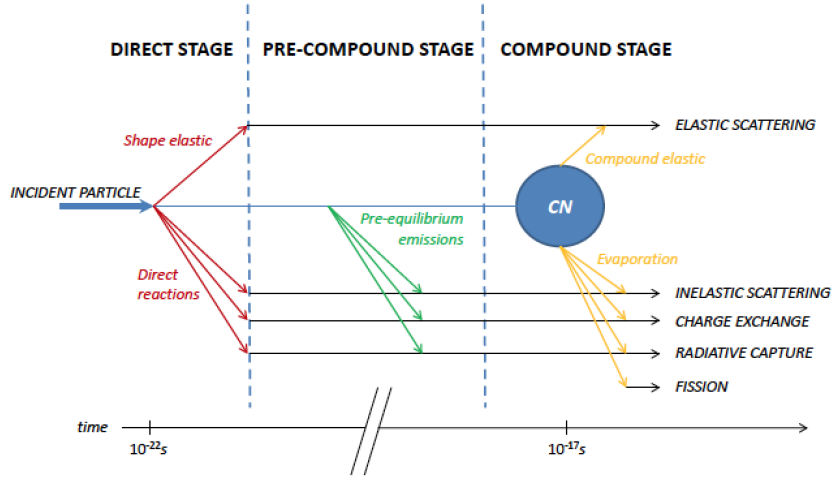 DIRECT STAGE
PRE-COMPOUND STAGE
COMPOUND STAGE
ELASTIC SCATTERING
Shape elastic
Compound elastic
INCIDENT PARTICLE
CN
Pre-equilibrium
emissions
Evaporation
Direct
reactions
INELASTIC SCATTERING
CHARGE EXCHANGE
RADIATIVE CAPTURE
FISSION
time
10⁻²²s
10⁻¹⁷s